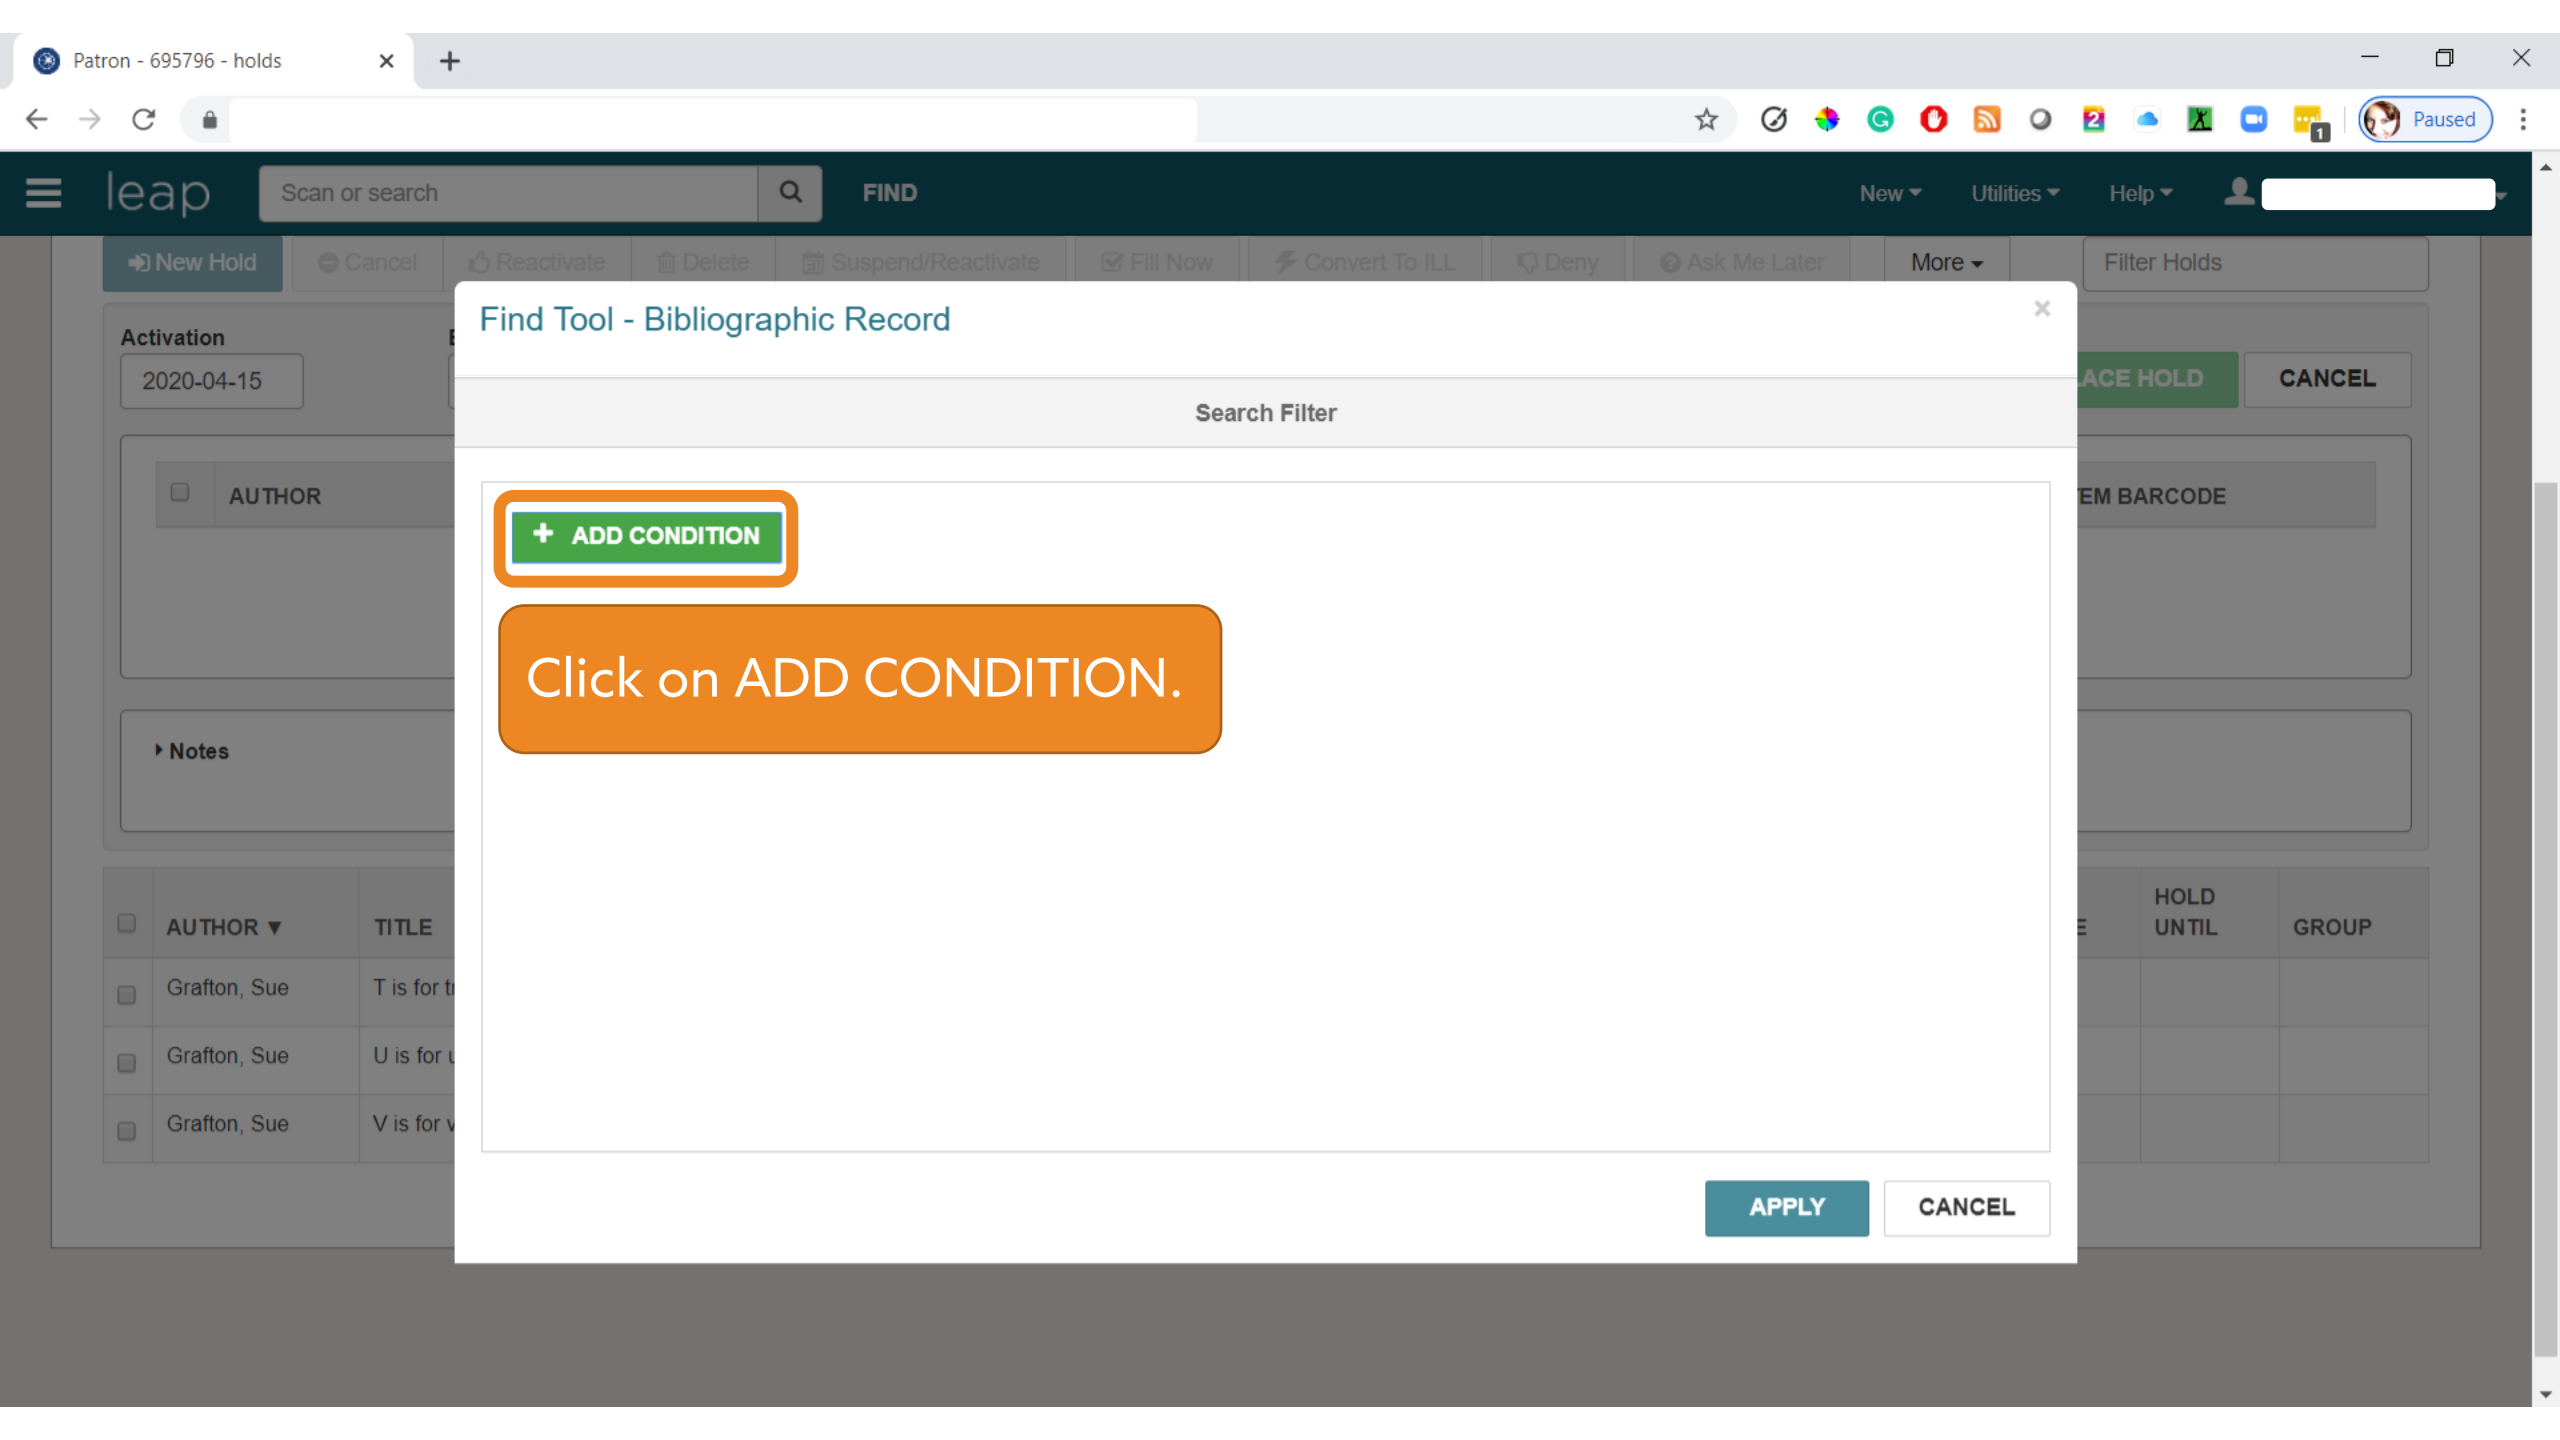 Patron - 695796 - holds
Paused
2
1
leap
Scan or search
FIND
New
Utilities
Help
New Hold
Cancel
Reactivate
Delete
Suspend/Reactivate
Fill Now
Convert To ILL
Deny
Ask Me Later
More
Filter Holds
Find Tool - Bibliographic Record
×
Activation
2020-04-15
HOLD
CANCEL
Search Filter
AUTHOR
BARCODE
+ ADD CONDITION
Click on ADD CONDITION.
Notes
AUTHOR ▼
TITLE
HOLD
UNTIL
GROUP
Grafton, Sue
T is for
Grafton, Sue
U is for
Grafton, Sue
V is for
APPLY
CANCEL